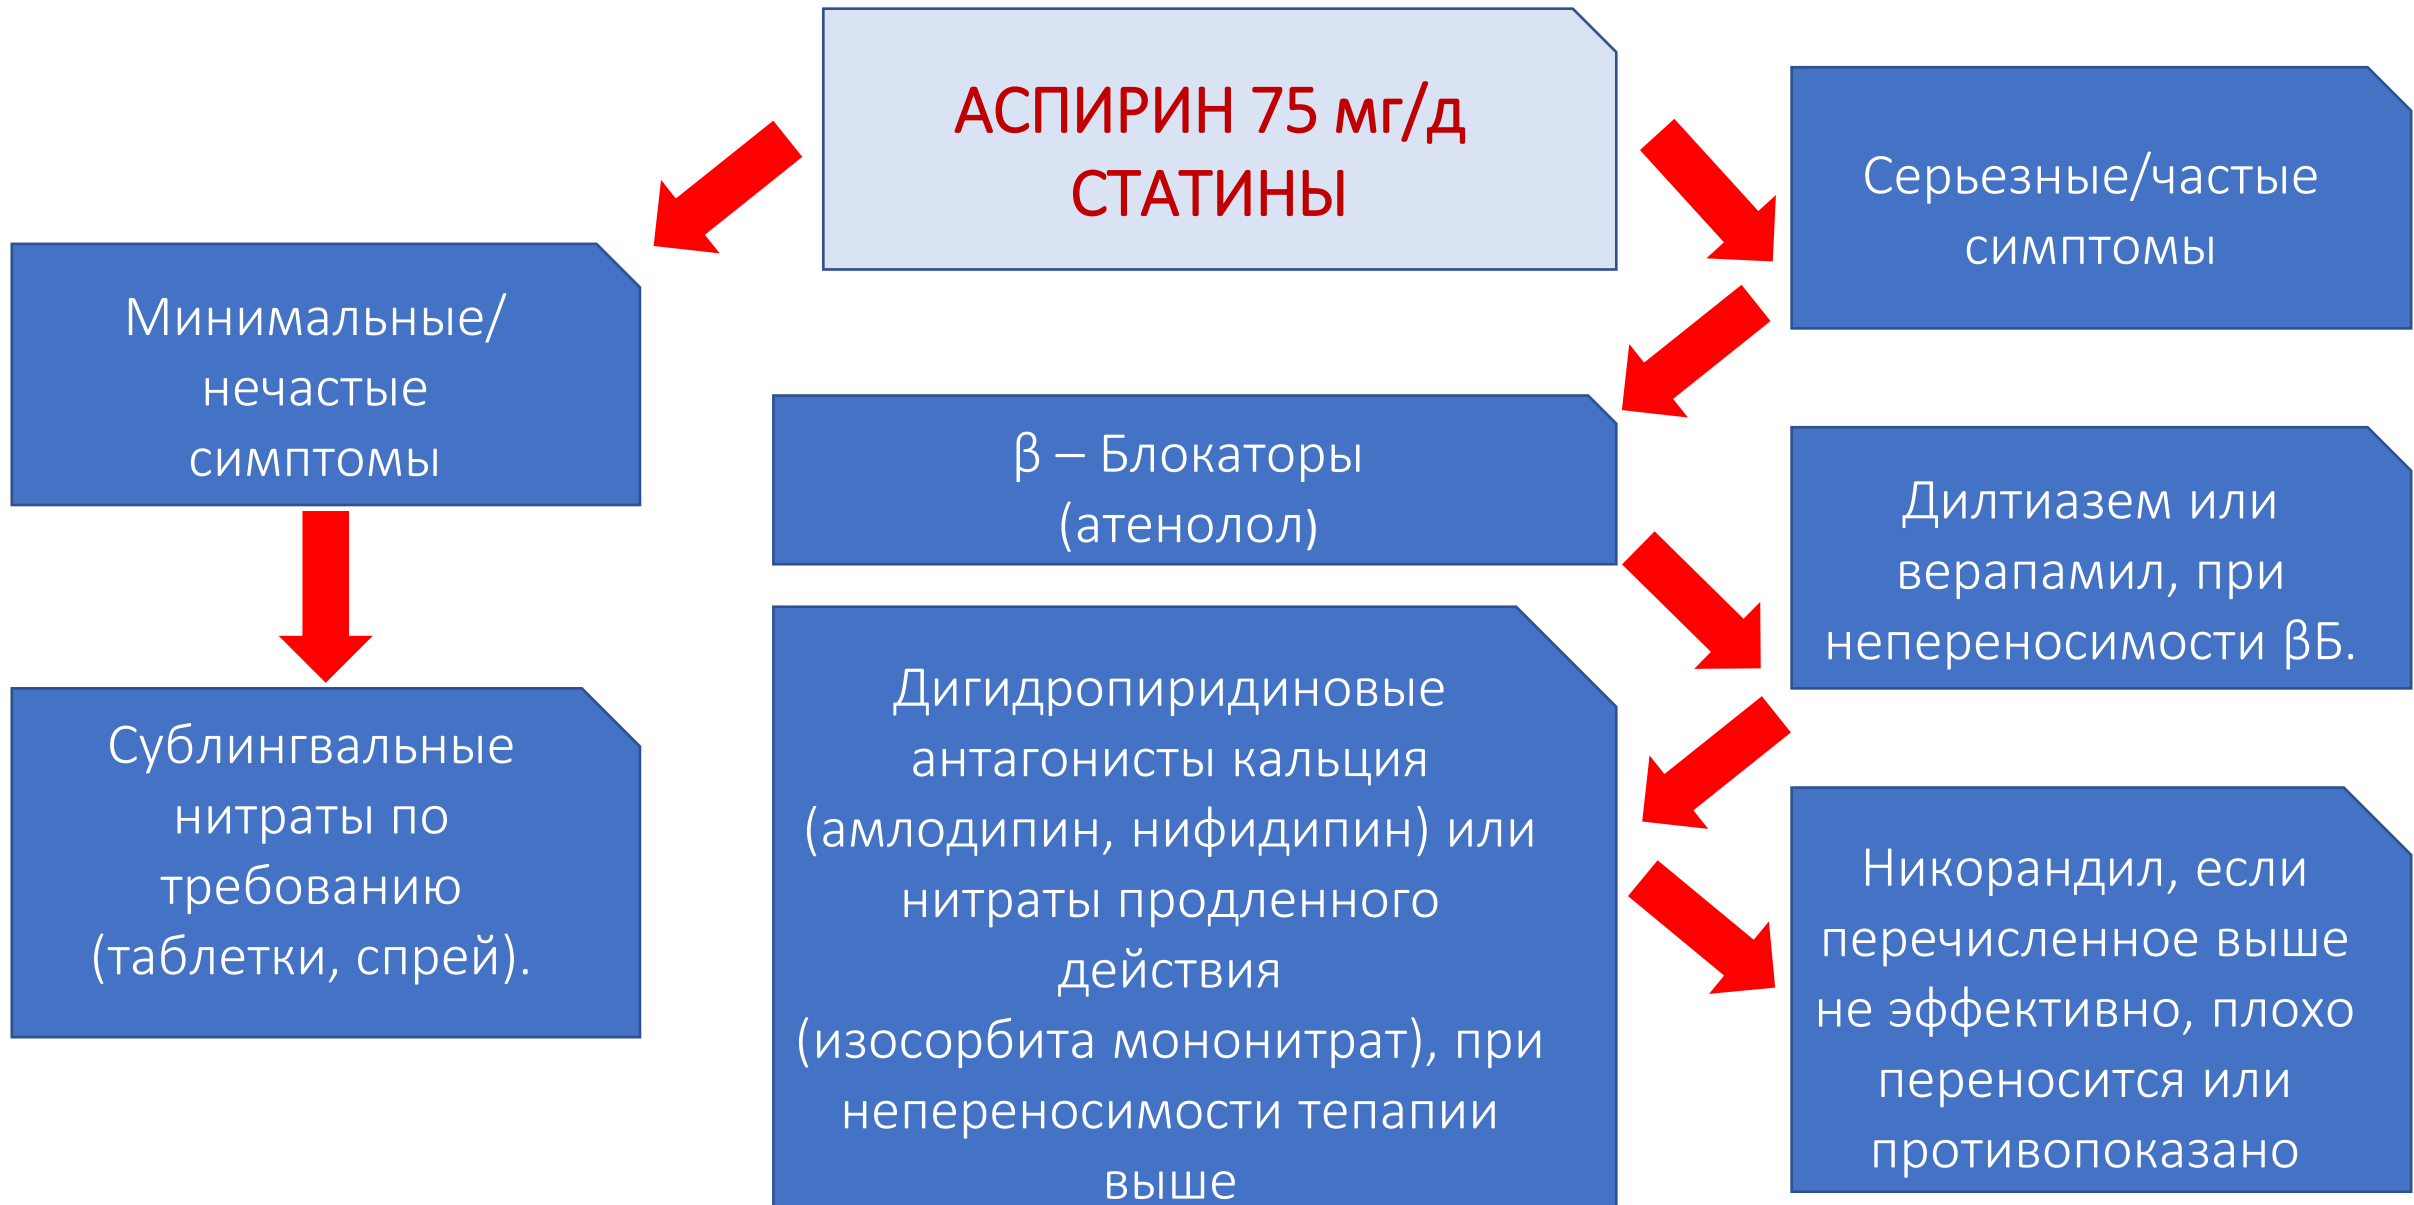 АСПИРИН 75 мг/д
СТАТИНЫ
Серьезные/частые
симптомы
Минимальные/
нечастые
симптомы
β – Блокаторы
(атенолол)
Дилтиазем или
верапамил, при
непереносимости βБ.
Сублингвальные
нитраты по
требованию
(таблетки, спрей).
Дигидропиридиновые
антагонисты кальция
(амлодипин, нифидипин) или
нитраты продленного
действия
(изосорбита мононитрат), при
непереносимости тепапии
выше
Никорандил, если
перечисленное выше
не эффективно, плохо
переносится или
противопоказано